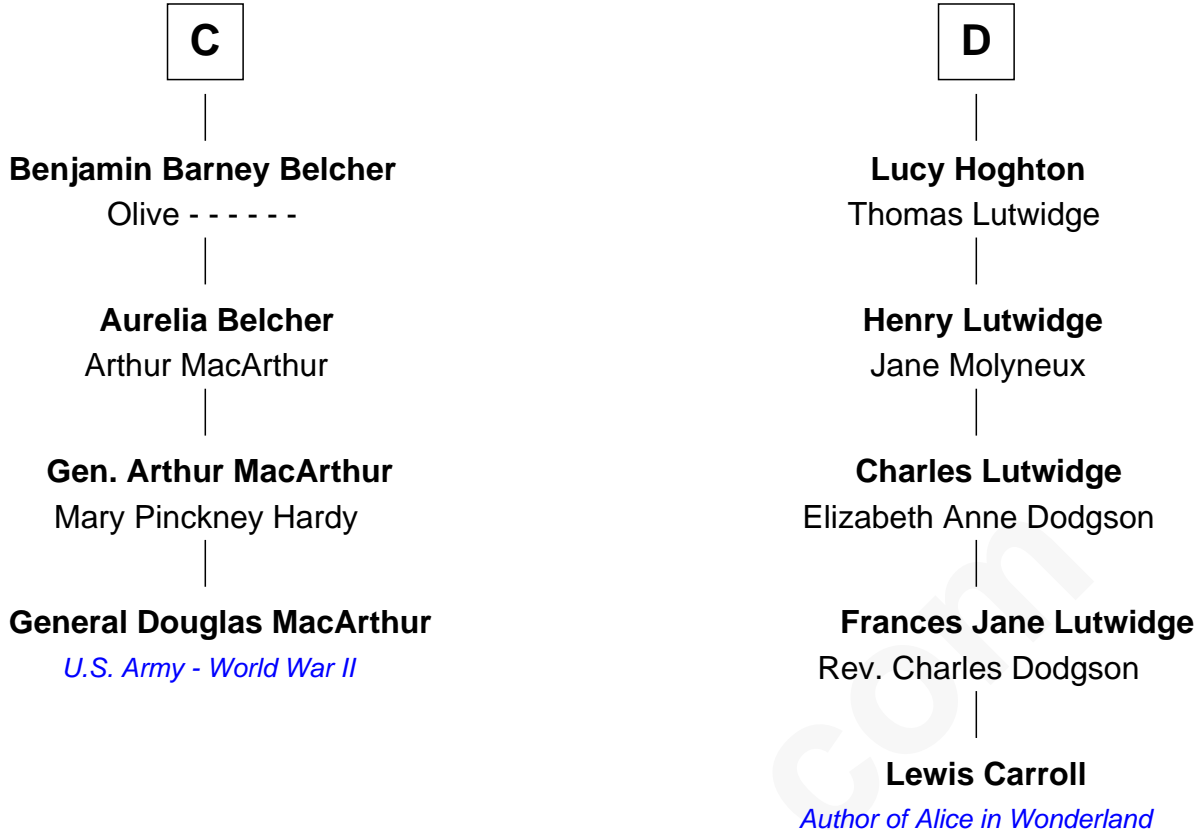 C
Benjamin Barney Belcher
Olive - - - - - -
Aurelia Belcher
Arthur MacArthur
Gen. Arthur MacArthur
Mary Pinckney Hardy
General Douglas MacArthur
U.S. Army - World War II
D
Lucy Hoghton
Thomas Lutwidge
Henry Lutwidge
Jane Molyneux
Charles Lutwidge
Elizabeth Anne Dodgson
Frances Jane Lutwidge
Rev. Charles Dodgson
Lewis Carroll
Author of Alice in Wonderland
com